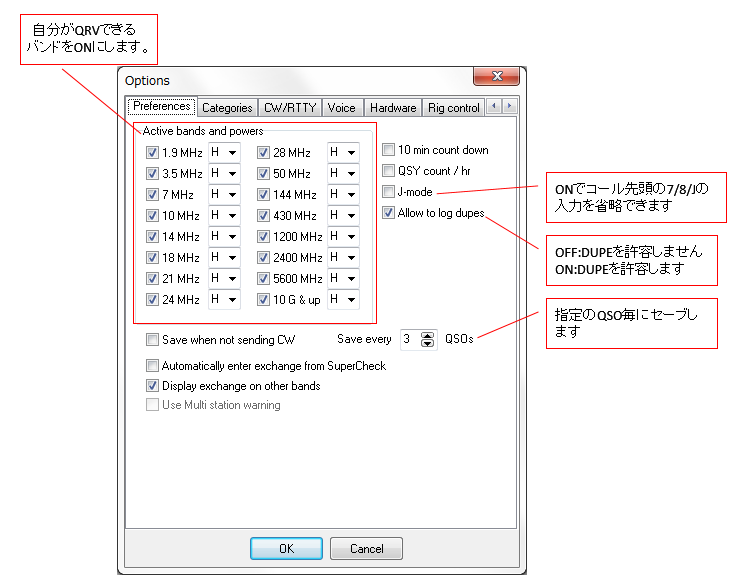 自分がQRVできる
バンドをONにします。
Options
Preferences Categories CW/RTTY Voice Hardware Rig control
Active bands and powers
1.9 MHz H 28 MHz H
3.5 MHz H 50 MHz H
7 MHz H 144 MHz H
10 MHz H 430 MHz H
14 MHz H 1200 MHz H
18 MHz H 2400 MHz H
21 MHz H 5600 MHz H
24 MHz H 10 G & up H
10 min count down
QSY count / hr
J-mode
Allow to log dupes
ONでコール先頭の7/8/Jの
入力を省略できます
OFF:DUPEを許容しません
ON:DUPEを許容します
指定のQSO毎にセーブし
ます
Save when not sending CW Save every 3 QSOs
Automatically enter exchange from SuperCheck
Display exchange on other bands
Use Multi station warning
OK Cancel